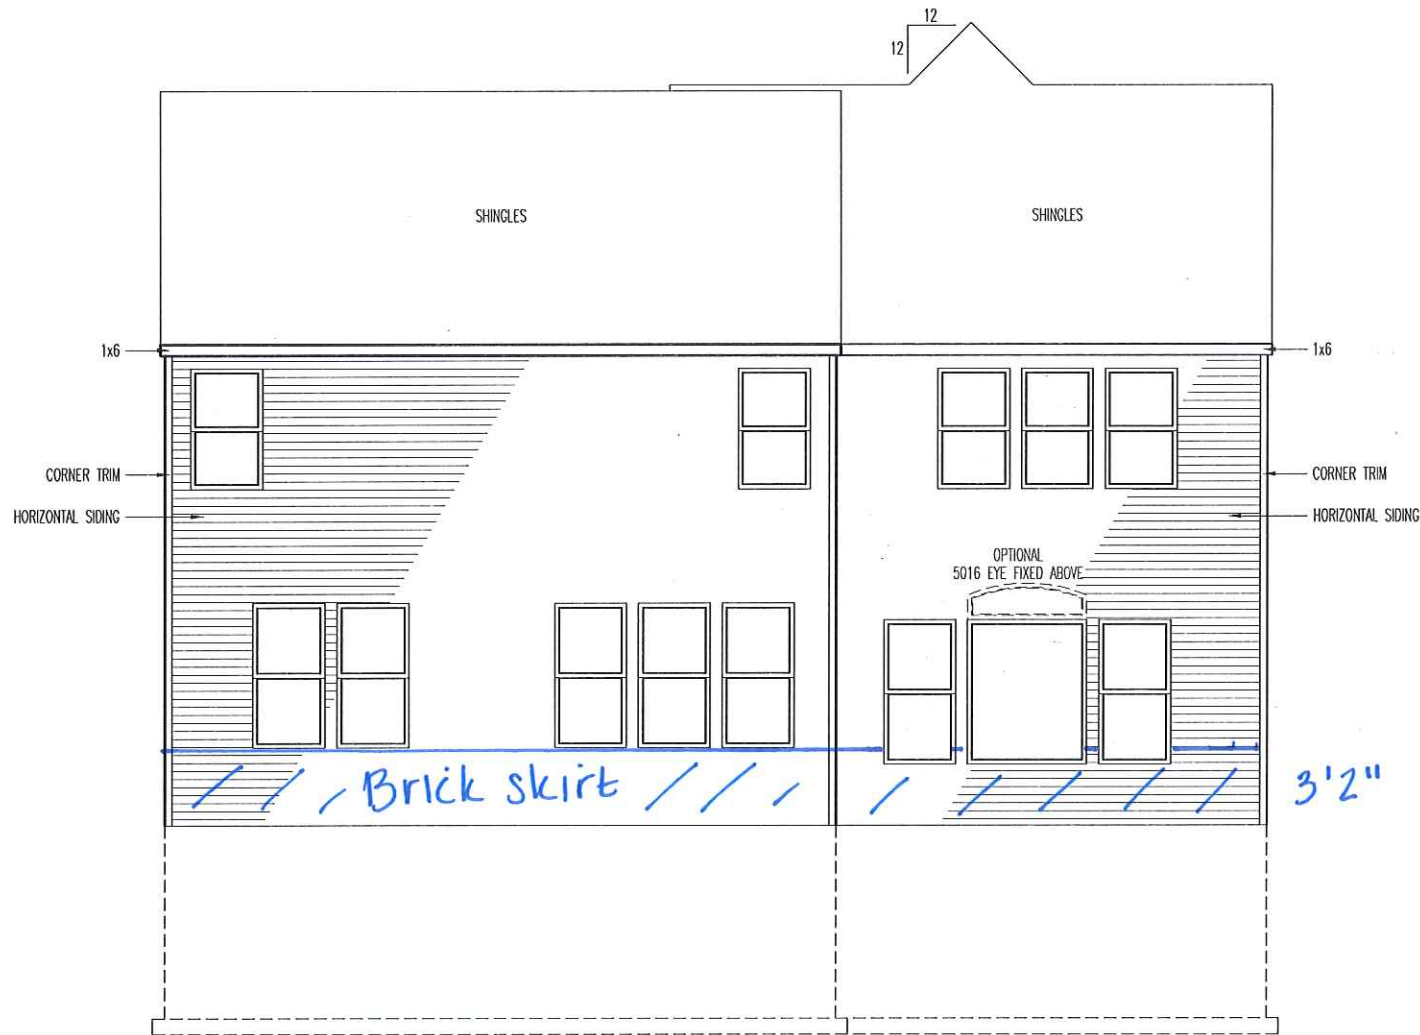 12
12
SHINGLES
SHINGLES
1x6
1x6
CORNER TRIM
CORNER TRIM
HORIZONTAL SIDING
HORIZONTAL SIDING
OPTIONAL
5016 EYE FIXED ABOVE
Brick skirt
3'2"